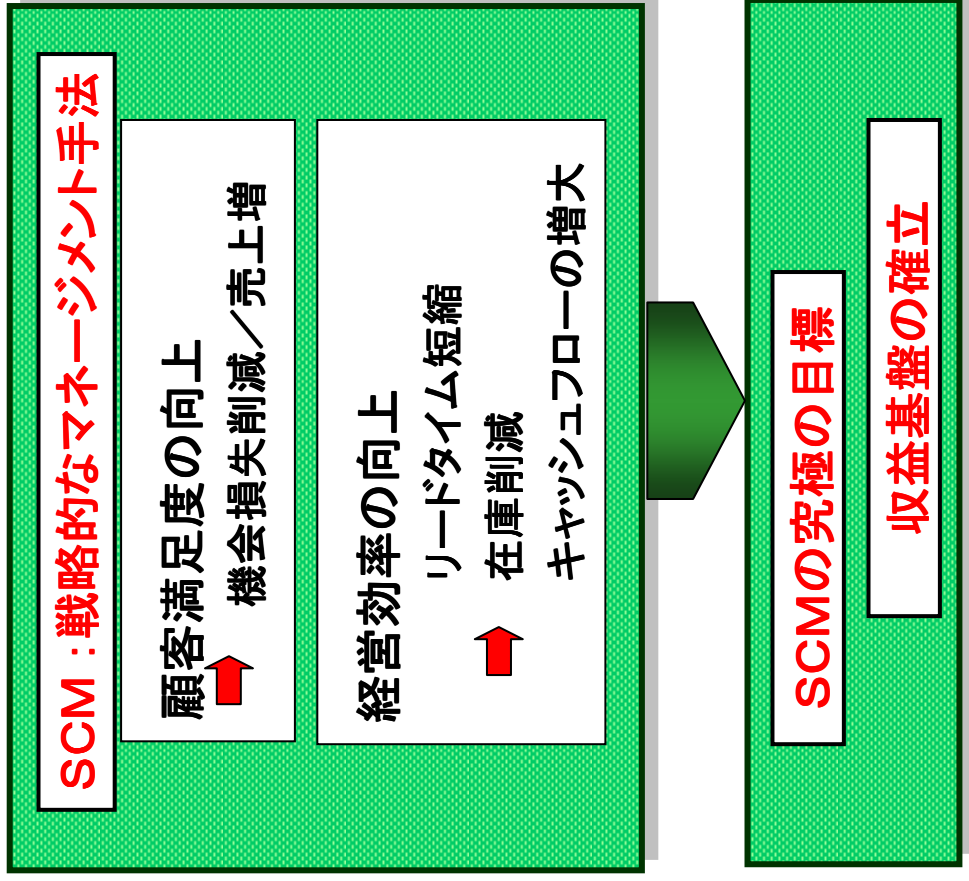 SCM：戦略的なマネージメント手法
顧客満足度の向上
機会損失削減／売上増
経営効率の向上
リードタイム短縮
在庫削減
キャッシュフローの増大
SCMの究極の目標
収益基盤の確立